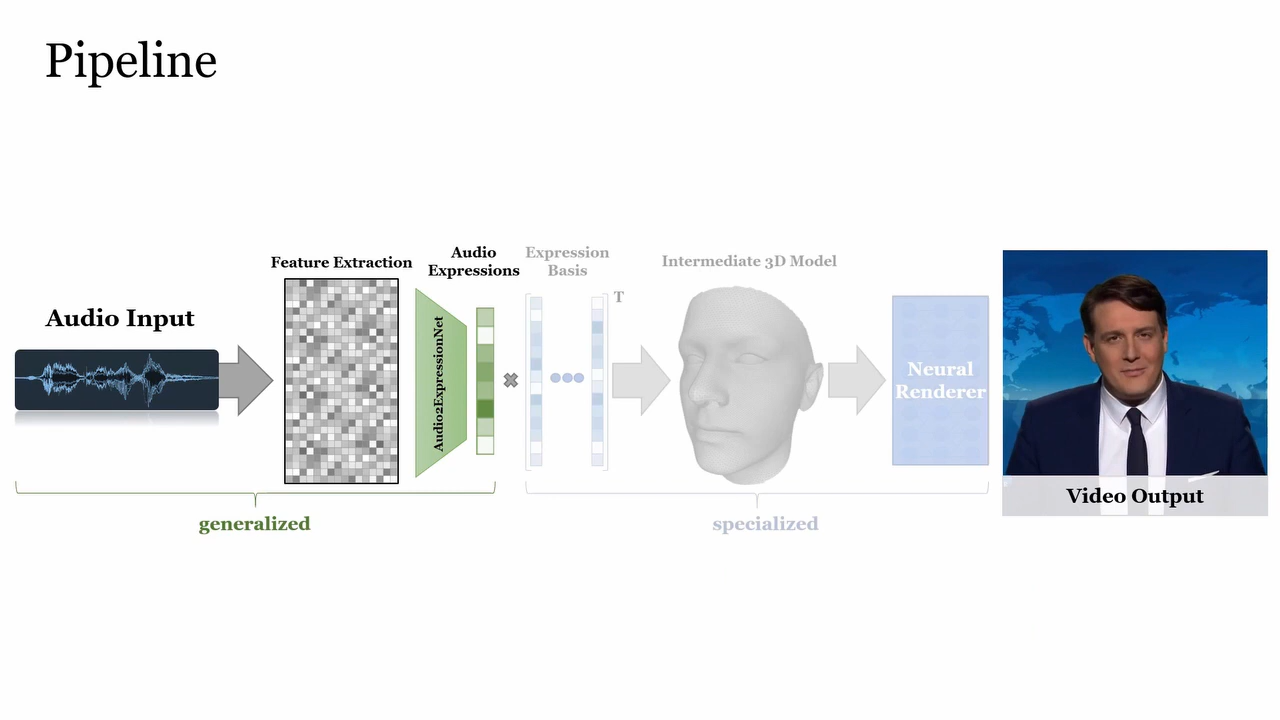 Pipeline
Audio Input
Feature Extraction
Audio2ExpressionNet
Audio
Expressions
Expression
Basis
T
Intermediate 3D Model
Neural
Renderer
Video Output
generalized
specialized